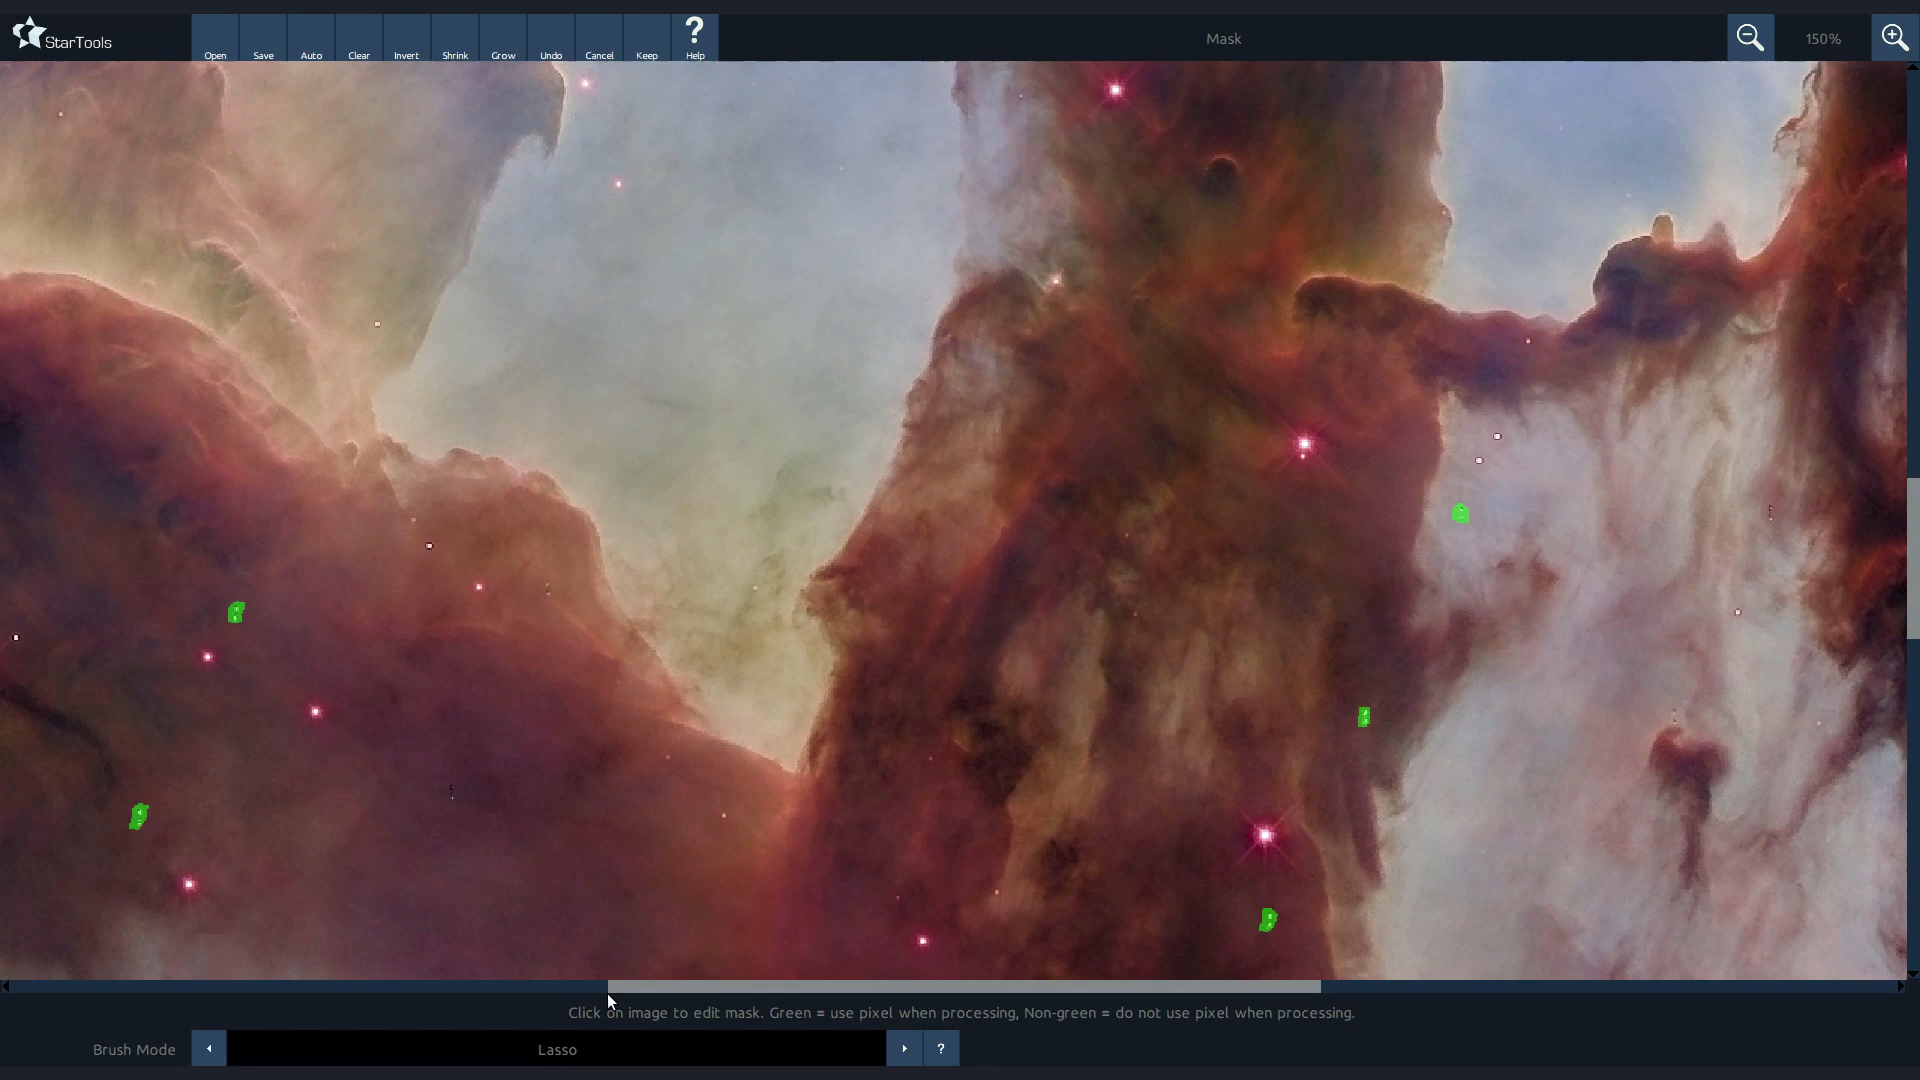 StarTools
Open Save Auto Clear Invert Shrink Grow Undo Cancel Keep ? Help
Mask
150%
Click on image to edit mask. Green = use pixel when processing, Non-green = do not use pixel when processing.
Brush Mode Lasso ?